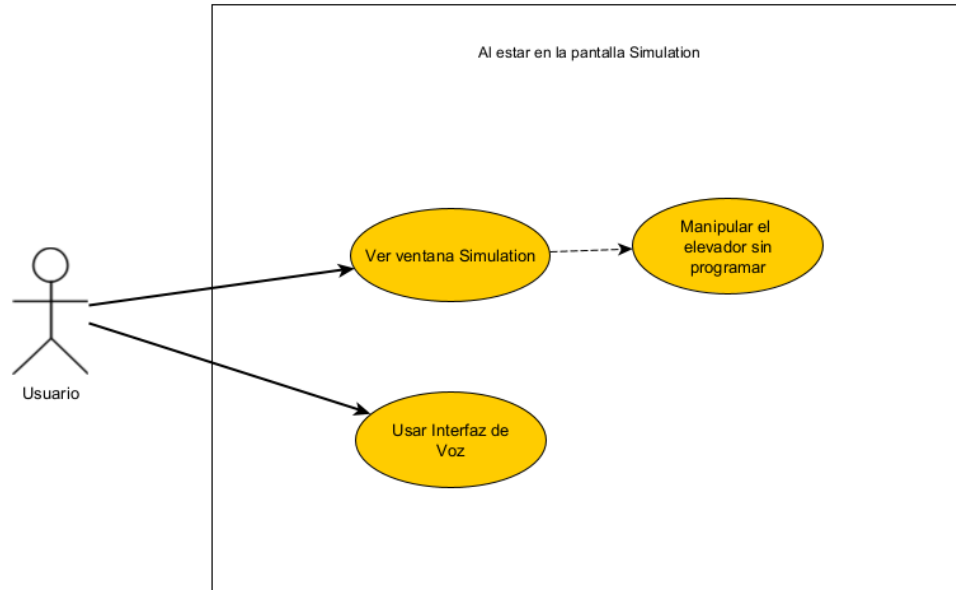 Al estar en la pantalla Simulation
Ver ventana Simulation
Manipular el
elevador sin
programar
Usuario
Usar Interfaz de
Voz